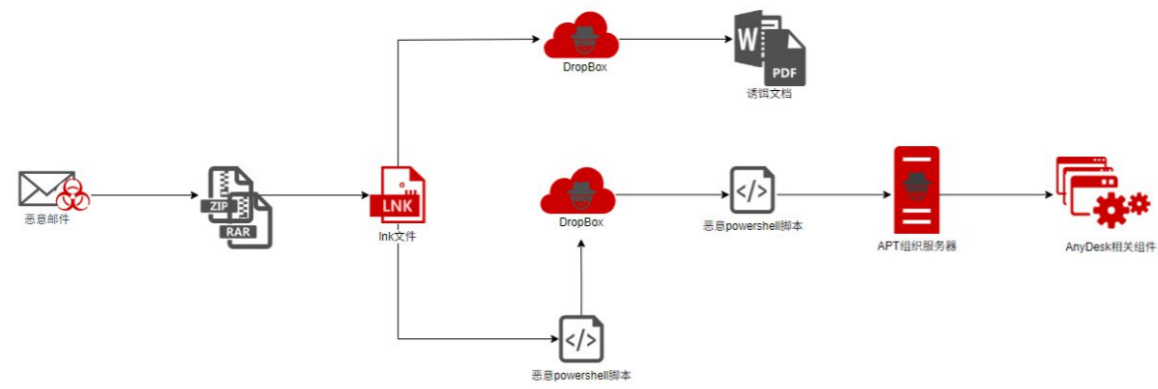 DropBox
W
PDF
诱饵文档
恶意邮件
ZIP
RAR
LNK
lnk文件
DropBox
</>
恶意powershell脚本
APT组织服务器
AnyDesk相关组件
</>
恶意powershell脚本